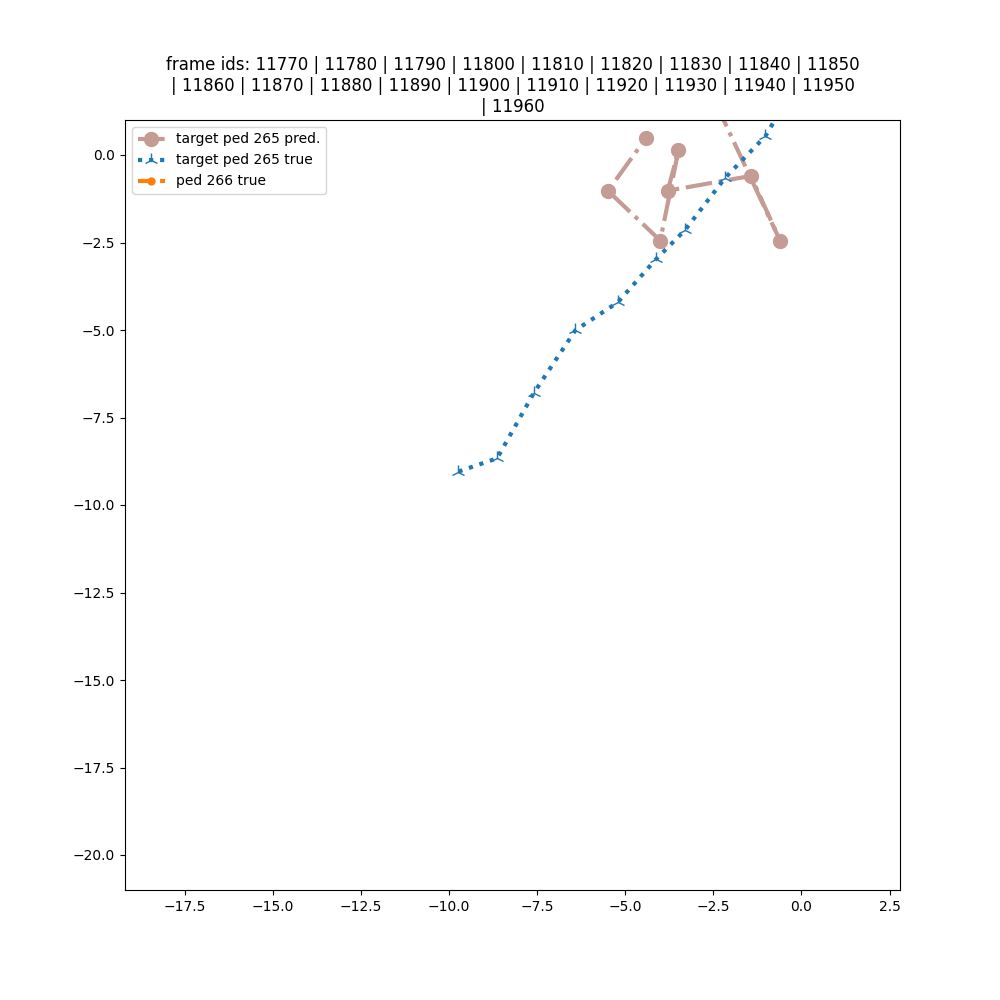 frame ids: 11770 | 11780 | 11790 | 11800 | 11810 | 11820 | 11830 | 11840 | 11850
| 11860 | 11870 | 11880 | 11890 | 11900 | 11910 | 11920 | 11930 | 11940 | 11950
| 11960
target ped 265 pred.
target ped 265 true
ped 266 true
0.0
−2.5
−5.0
−7.5
−10.0
−12.5
−15.0
−17.5
−20.0
−17.5 −15.0 −12.5 −10.0 −7.5 −5.0 −2.5 0.0 2.5